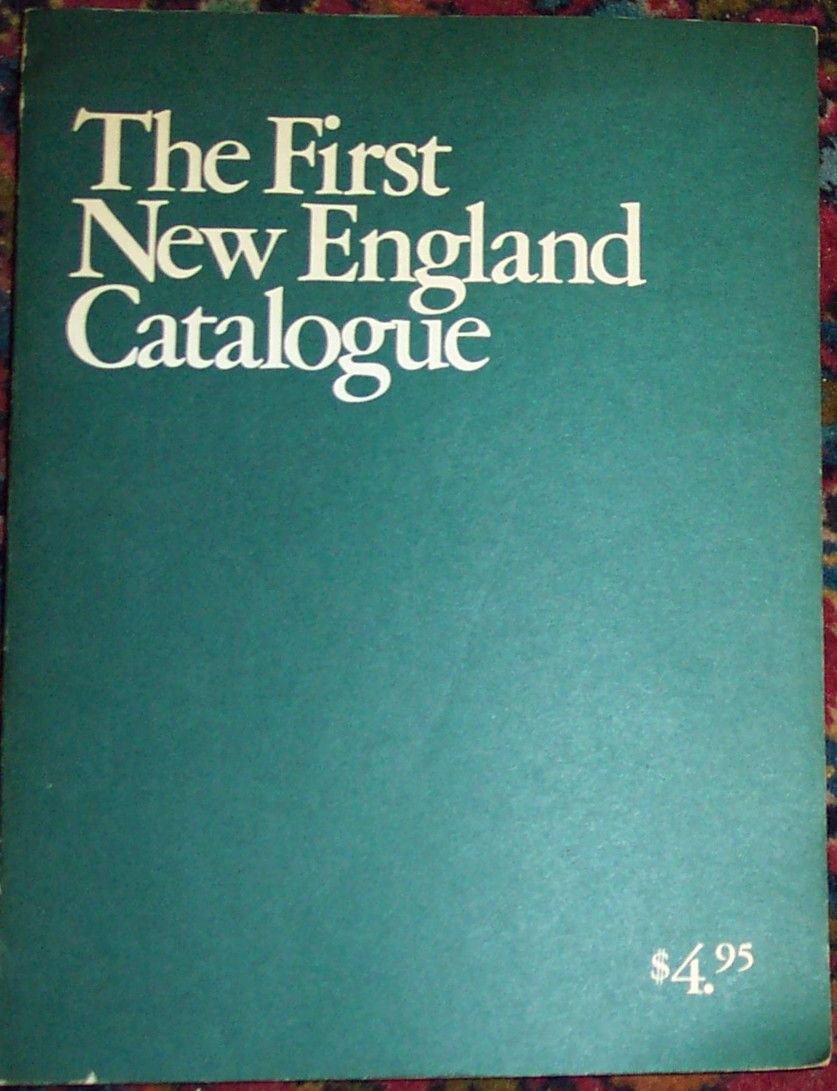 The First
New England
Catalogue
$4.95